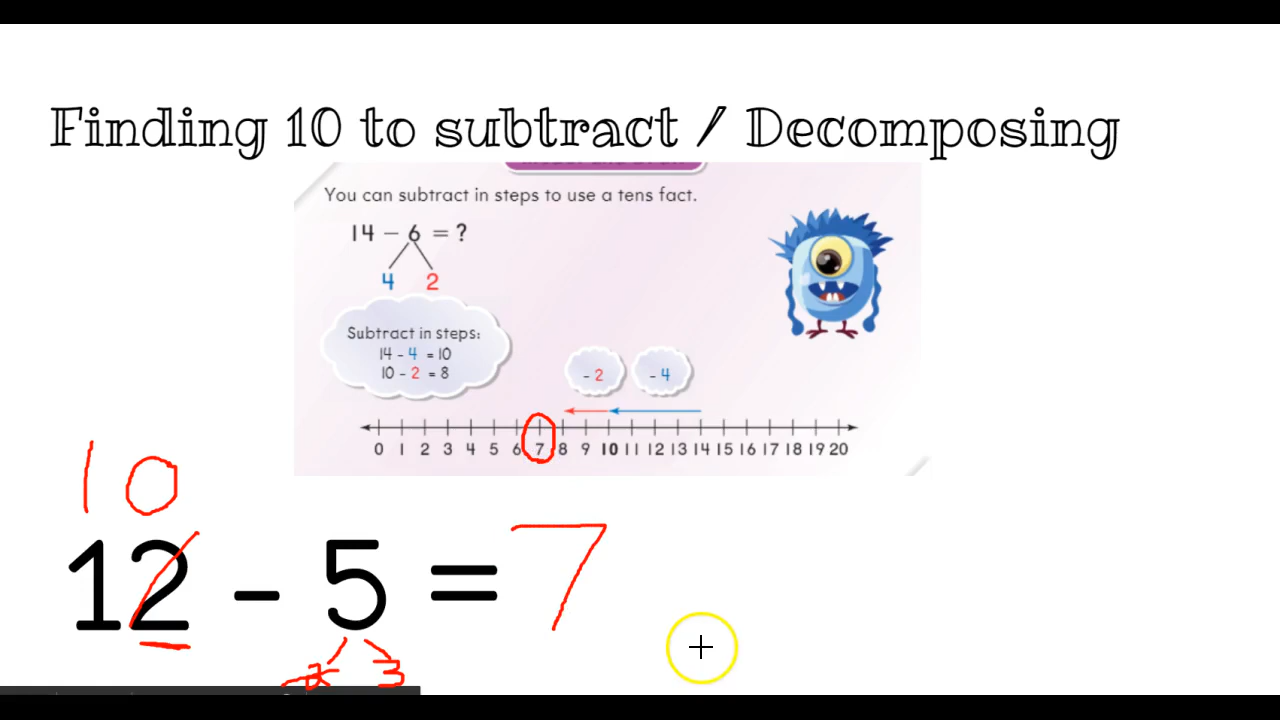 Finding 10 to subtract / Decomposing
You can subtract in steps to use a tens fact.
14 - 6 = ?
4 2
Subtract in steps:
14 - 4 = 10
10 - 2 = 8
- 2 - 4
0 1 2 3 4 5 6 7 8 9 10 11 12 13 14 15 16 17 18 19 20
10
12 - 5 = 7
2 3